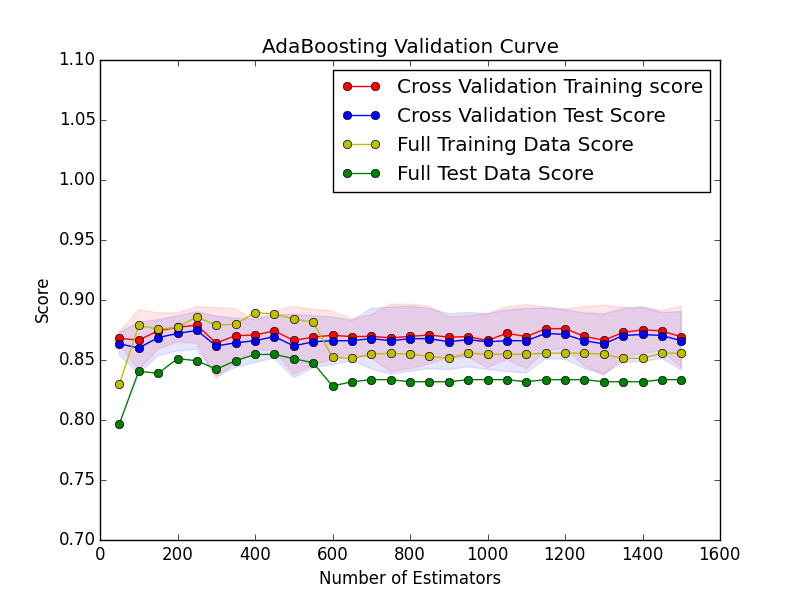 AdaBoosting Validation Curve
1.10
1.05
1.00
0.95
0.90
0.85
0.80
0.75
0.70
Score
Cross Validation Training score
Cross Validation Test Score
Full Training Data Score
Full Test Data Score
0 200 400 600 800 1000 1200 1400 1600
Number of Estimators